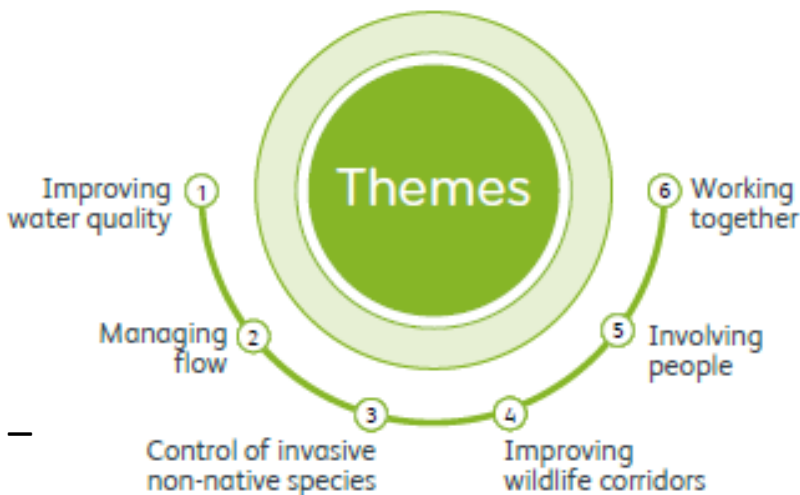 Themes
1
Improving
water quality
2
Managing
flow
3
Control of invasive
non-native species
4
Improving
wildlife corridors
5
Involving
people
6
Working
together